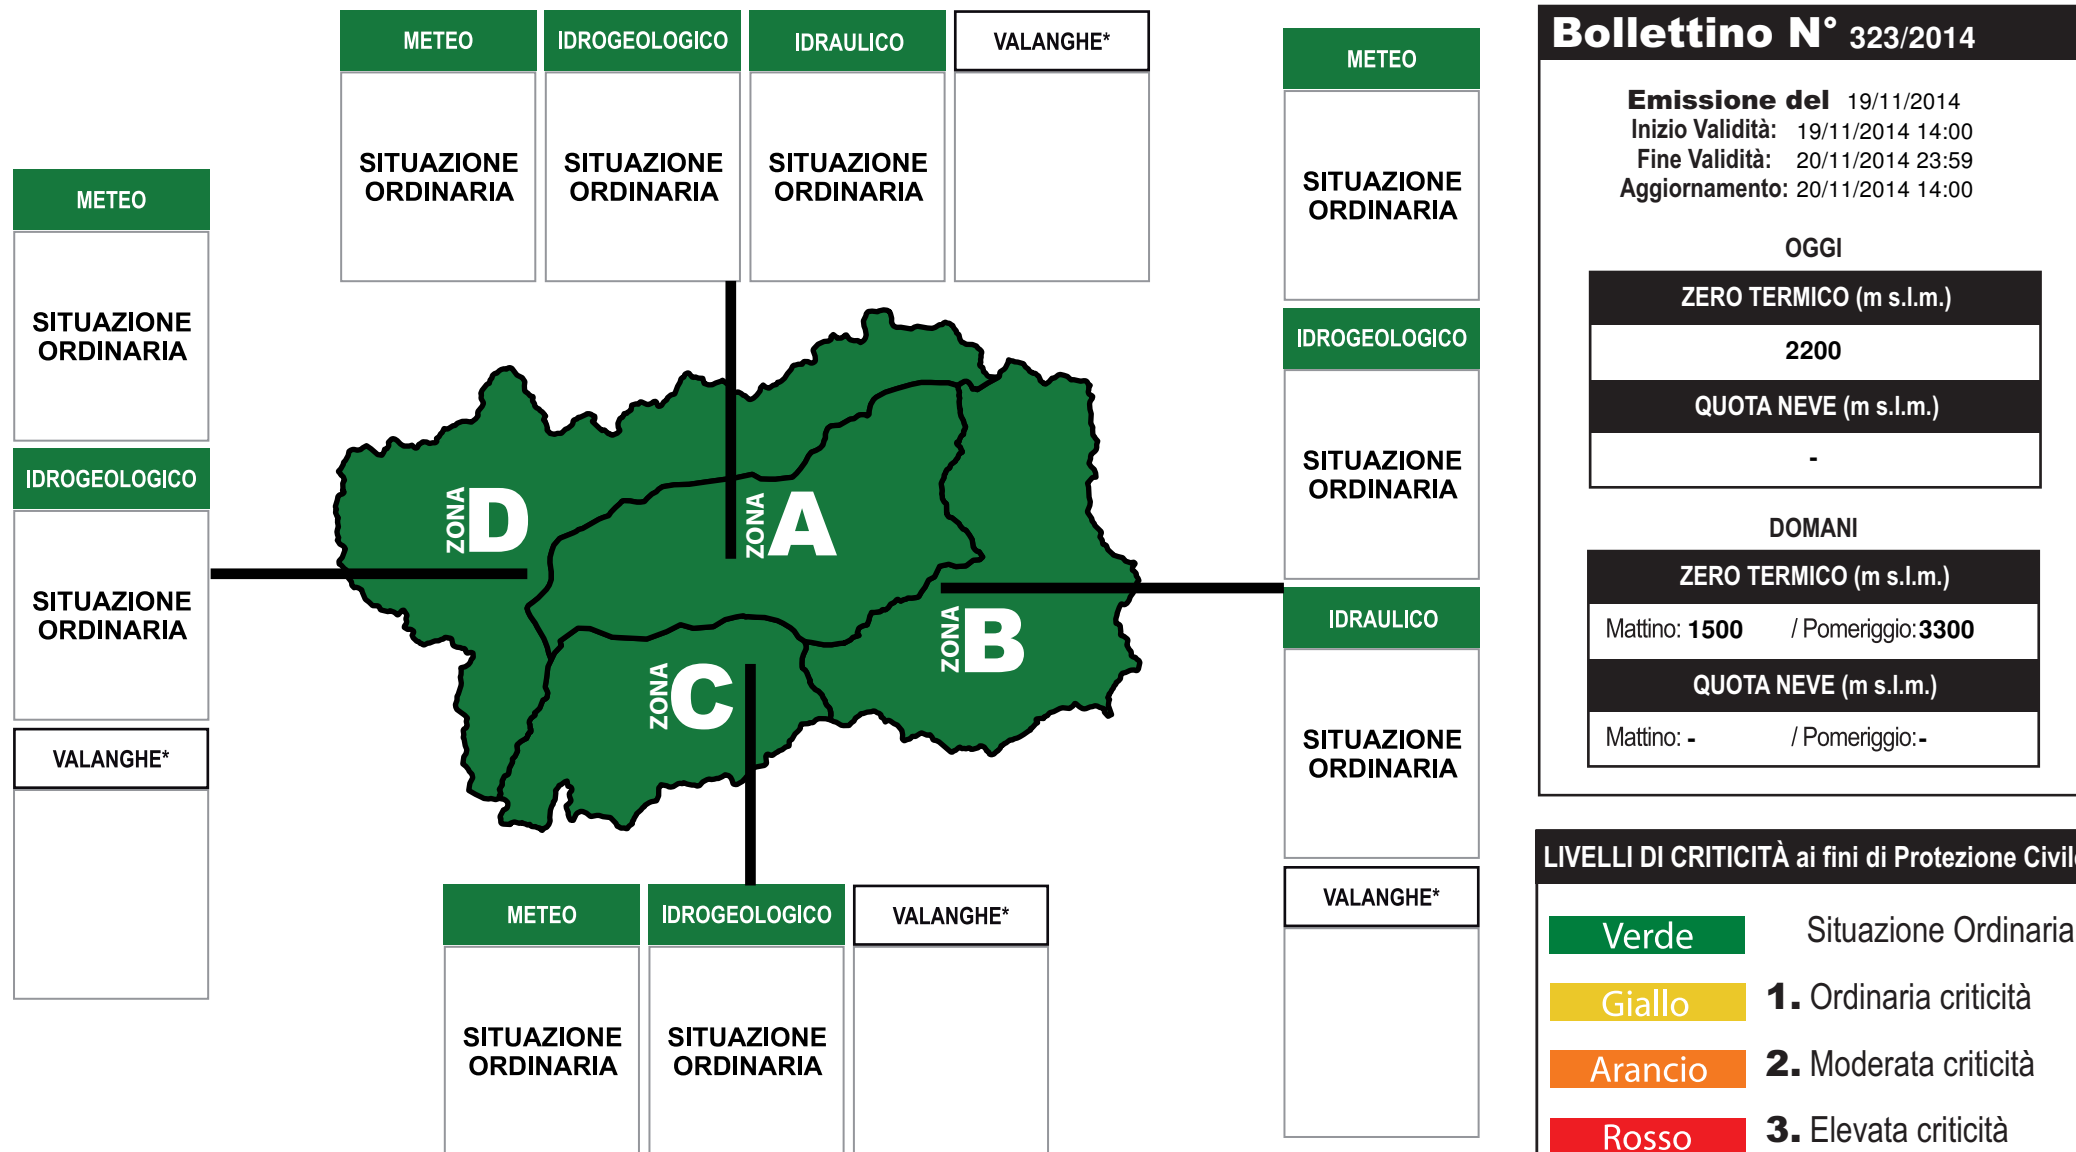 METEO
IDROGEOLOGICO
IDRAULICO
VALANGHE*
SITUAZIONE
ORDINARIA
SITUAZIONE
ORDINARIA
SITUAZIONE
ORDINARIA
METEO
SITUAZIONE
ORDINARIA
IDROGEOLOGICO
SITUAZIONE
ORDINARIA
VALANGHE*
ZONA D
ZONA A
ZONA B
ZONA C
METEO
SITUAZIONE
ORDINARIA
IDROGEOLOGICO
SITUAZIONE
ORDINARIA
IDRAULICO
SITUAZIONE
ORDINARIA
VALANGHE*
METEO
IDROGEOLOGICO
VALANGHE*
SITUAZIONE
ORDINARIA
SITUAZIONE
ORDINARIA
Bollettino N° 323/2014
Emissione del 19/11/2014
Inizio Validità: 19/11/2014 14:00
Fine Validità: 20/11/2014 23:59
Aggiornamento: 20/11/2014 14:00
OGGI
ZERO TERMICO (m s.l.m.)
2200
QUOTA NEVE (m s.l.m.)
-
DOMANI
ZERO TERMICO (m s.l.m.)
Mattino: 1500 / Pomeriggio: 3300
QUOTA NEVE (m s.l.m.)
Mattino: - / Pomeriggio: -
LIVELLI DI CRITICITÀ ai fini di Protezione Civile
Verde Situazione Ordinaria
Giallo 1. Ordinaria criticità
Arancio 2. Moderata criticità
Rosso 3. Elevata criticità